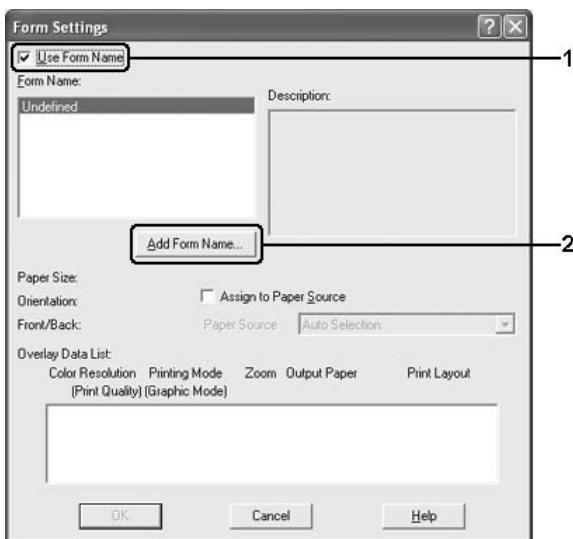 Form Settings
Use Form Name
1
Form Name:
Description:
Undefined
Add Form Name...
2
Paper Size:
Orientation:
Assign to Paper Source
Front/Back:
Paper Source
Auto Selection
Overlay Data List:
Color Resolution Printing Mode Zoom Output Paper Print Layout
(Print Quality) (Graphic Mode)
OK
Cancel
Help